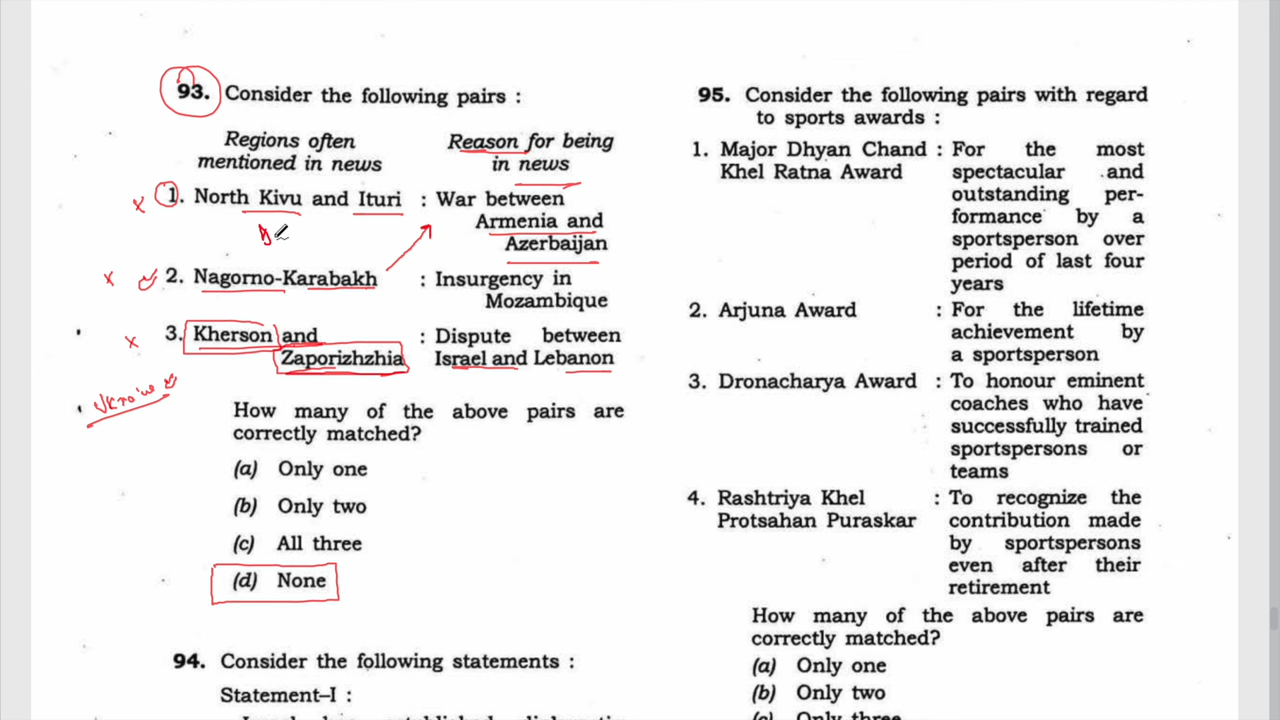 93. Consider the following pairs :
Regions often
mentioned in news
Reason for being
in news
1. North Kivu and Ituri : War between
Armenia and
Azerbaijan
2. Nagorno-Karabakh : Insurgency in
Mozambique
3. Kherson and
Zaporizhzhia
: Dispute between
Israel and Lebanon
Ukraine
How many of the above pairs are
correctly matched?
(a) Only one
(b) Only two
(c) All three
(d) None
94. Consider the following statements :
Statement–I :
95. Consider the following pairs with regard
to sports awards :
1. Major Dhyan Chand
Khel Ratna Award
: For the most
spectacular and
outstanding per-
formance by a
sportsperson over
period of last four
years
2. Arjuna Award : For the lifetime
achievement by
a sportsperson
3. Dronacharya Award : To honour eminent
coaches who have
successfully trained
sportspersons or
teams
4. Rashtriya Khel
Protsahan Puraskar
: To recognize the
contribution made
by sportspersons
even after their
retirement
How many of the above pairs are
correctly matched?
(a) Only one
(b) Only two